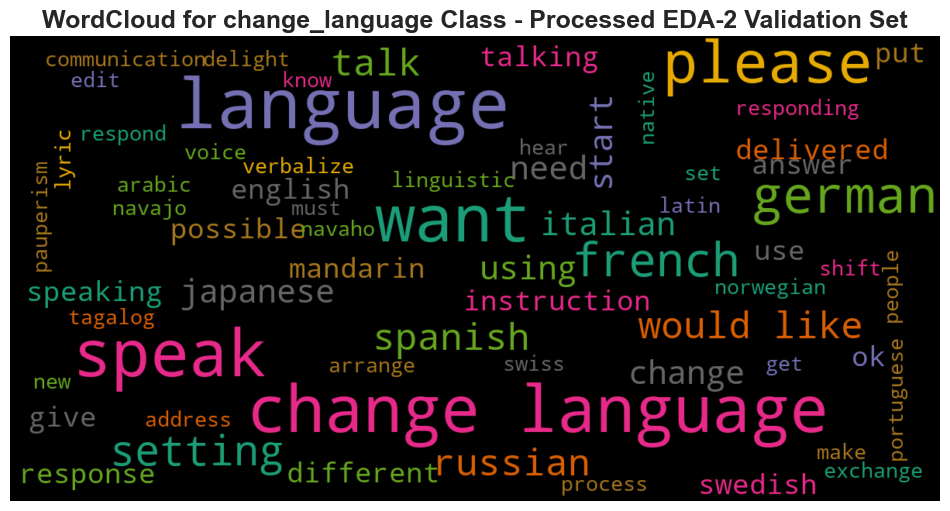 WordCloud for change_language Class - Processed EDA-2 Validation Set
communication delight talk talking please put
edit know
language
respond voice lyric
start native responding
hear delivered
verbalize need answer
arabic english linguistic set german
navajo must latin
pauperism possible navaho want italian
use
mandarin using french shift
speaking japanese instruction norwegian people
tagalog
speak spanish would like
arrange swiss change get ok
new portuguese
give address change language
setting make
response different russian exchange
process swedish